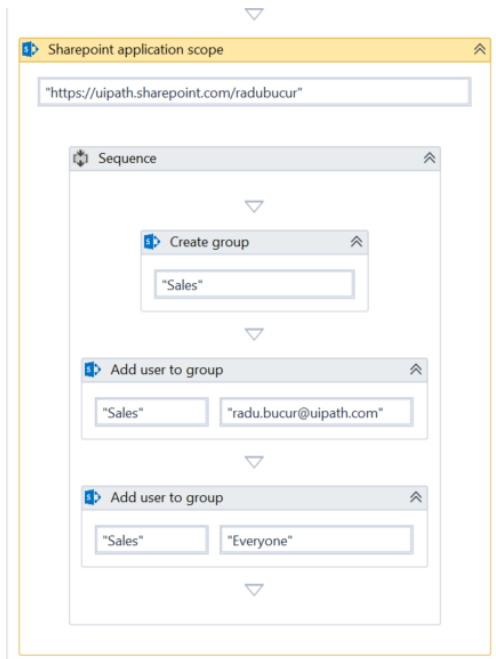 Sharepoint application scope
"https://uipath.sharepoint.com/radubucur"
Sequence
Create group
"Sales"
Add user to group
"Sales" "radu.bucur@uipath.com"
Add user to group
"Sales" "Everyone"